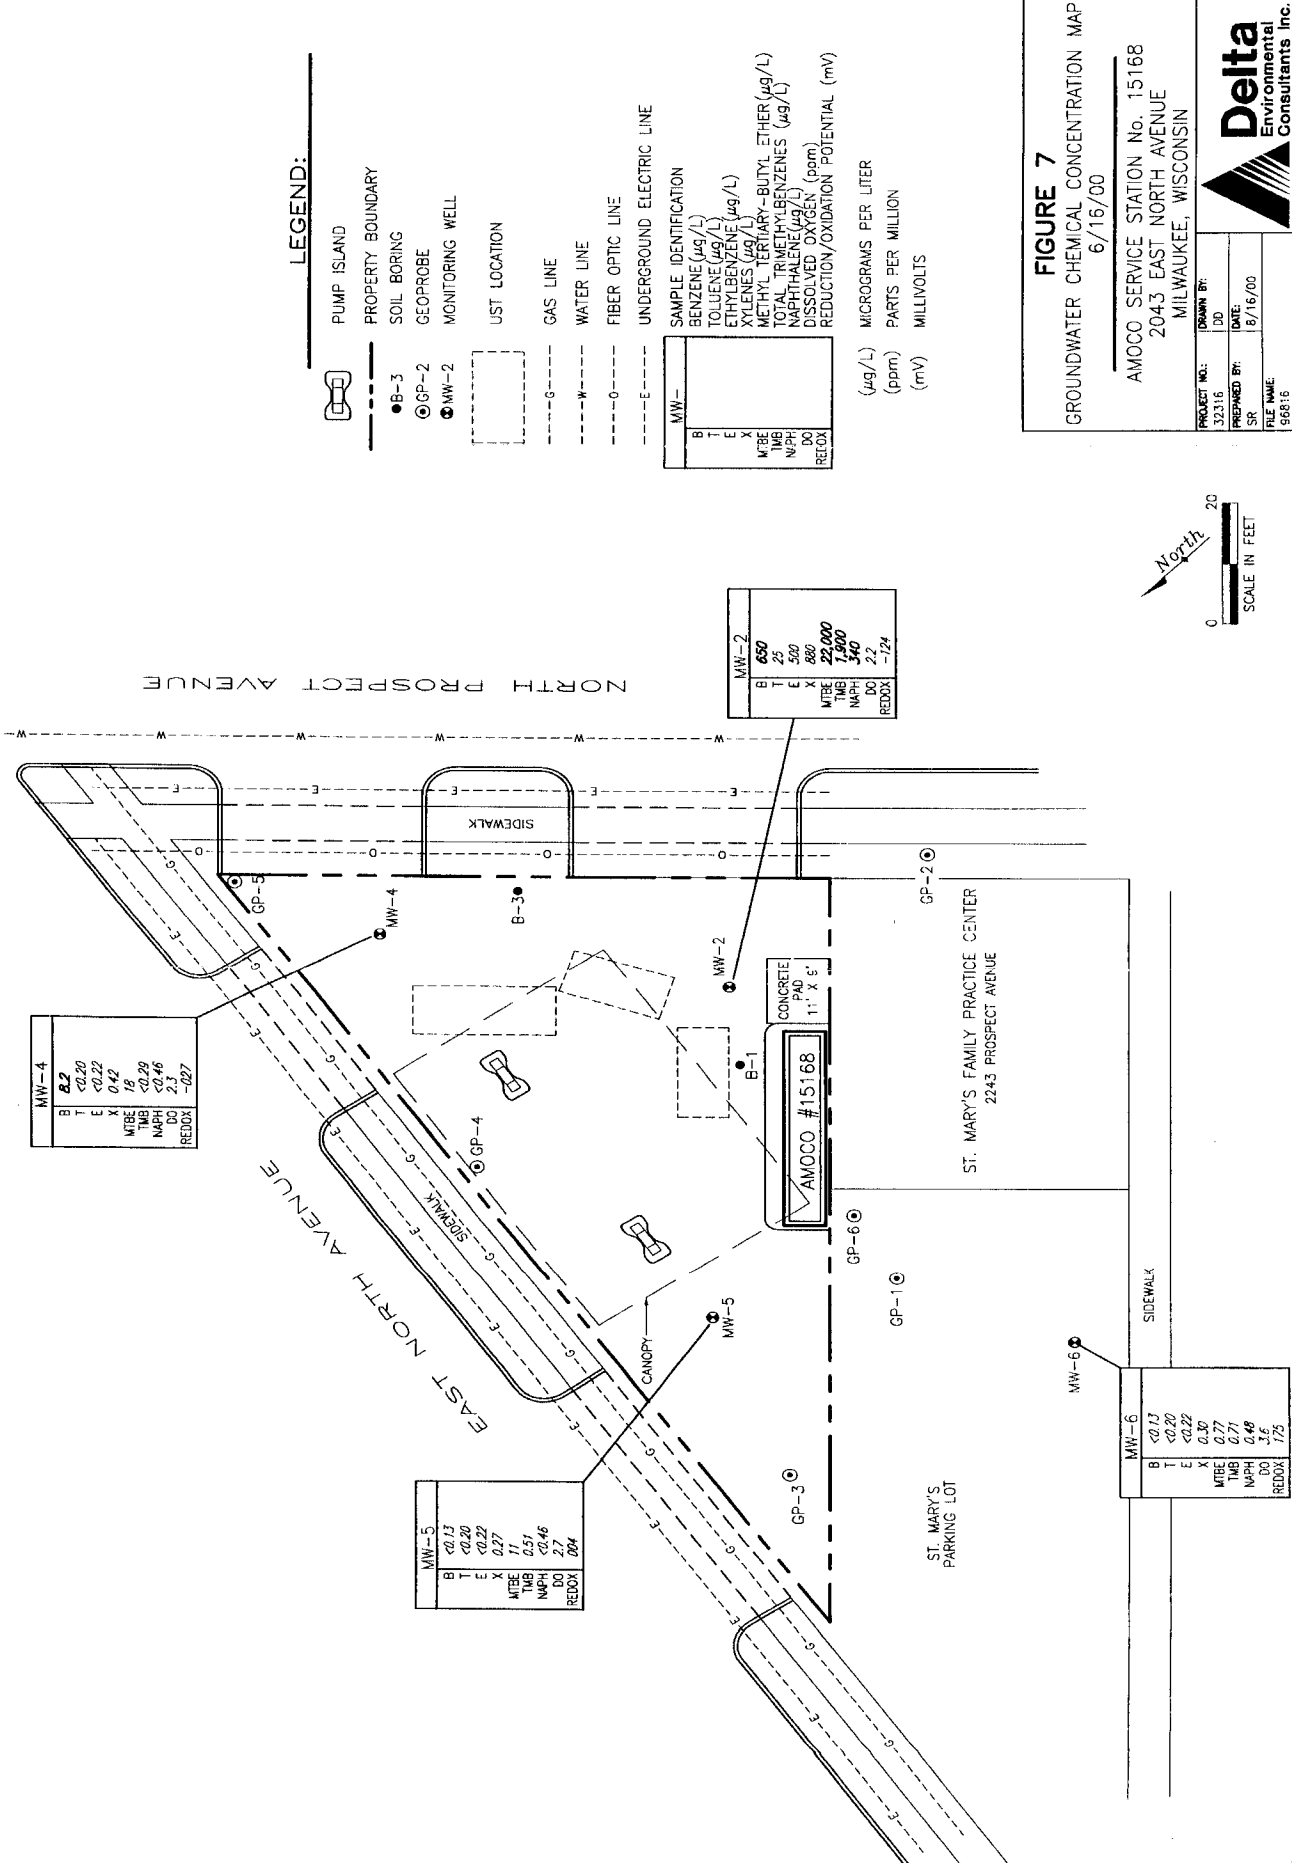 LEGEND:
PUMP ISLAND
PROPERTY BOUNDARY
B-3 SOIL BORING
GP-2 GEOPROBE
MW-2 MONITORING WELL
UST LOCATION
G GAS LINE
W WATER LINE
O FIBER OPTIC LINE
E UNDERGROUND ELECTRIC LINE
MW- SAMPLE IDENTIFICATION
B BENZENE (µg/L)
T TOLUENE (µg/L)
E ETHYLBENZENE (µg/L)
X XYLENES (µg/L)
MTBE METHYL TERTIARY-BUTYL ETHER (µg/L)
TMB TOTAL TRIMETHYLBENZENES (µg/L)
NAPH NAPHTHALENE (µg/L)
DO DISSOLVED OXYGEN (ppm)
REDOX REDUCTION/OXIDATION POTENTIAL (mV)
(µg/L) MICROGRAMS PER LITER
(ppm) PARTS PER MILLION
(mV) MILLIVOLTS
FIGURE 7
GROUNDWATER CHEMICAL CONCENTRATION MAP
6/16/00
AMOCO SERVICE STATION No. 15168
2043 EAST NORTH AVENUE
MILWAUKEE, WISCONSIN
PROJECT NO.: 32316
DRAWN BY: DD
PREPARED BY: SR
DATE: 8/16/00
FILE NAME: 96816
Delta
Environmental
Consultants Inc.
North
0 20
SCALE IN FEET
NORTH PROSPECT AVENUE
EAST NORTH AVENUE
SIDEWALK
SIDEWALK
SIDEWALK
MW-4
B 8.2
T <0.20
E <0.22
X 0.42
MTBE 18
TMB <0.29
NAPH <0.46
DO 2.3
REDOX -027
MW-2
B 650
T 25
E 500
X 880
MTBE 22,000
TMB 1,900
NAPH 340
DO 2.2
REDOX -124
MW-5
B <0.13
T <0.20
E <0.22
X 0.27
MTBE 11
TMB 0.51
NAPH <0.46
DO 2.7
REDOX 004
MW-6
B <0.13
T <0.20
E <0.22
X 0.30
MTBE 0.77
TMB 0.71
NAPH 0.48
DO 3.6
REDOX 175
GP-5
MW-4
B-3
MW-2
GP-2
GP-4
B-1
CONCRETE
PAD
AMOCO #15168
CANOPY
MW-5
GP-6
GP-1
GP-3
MW-6
ST. MARY'S FAMILY PRACTICE CENTER
2243 PROSPECT AVENUE
ST. MARY'S
PARKING LOT